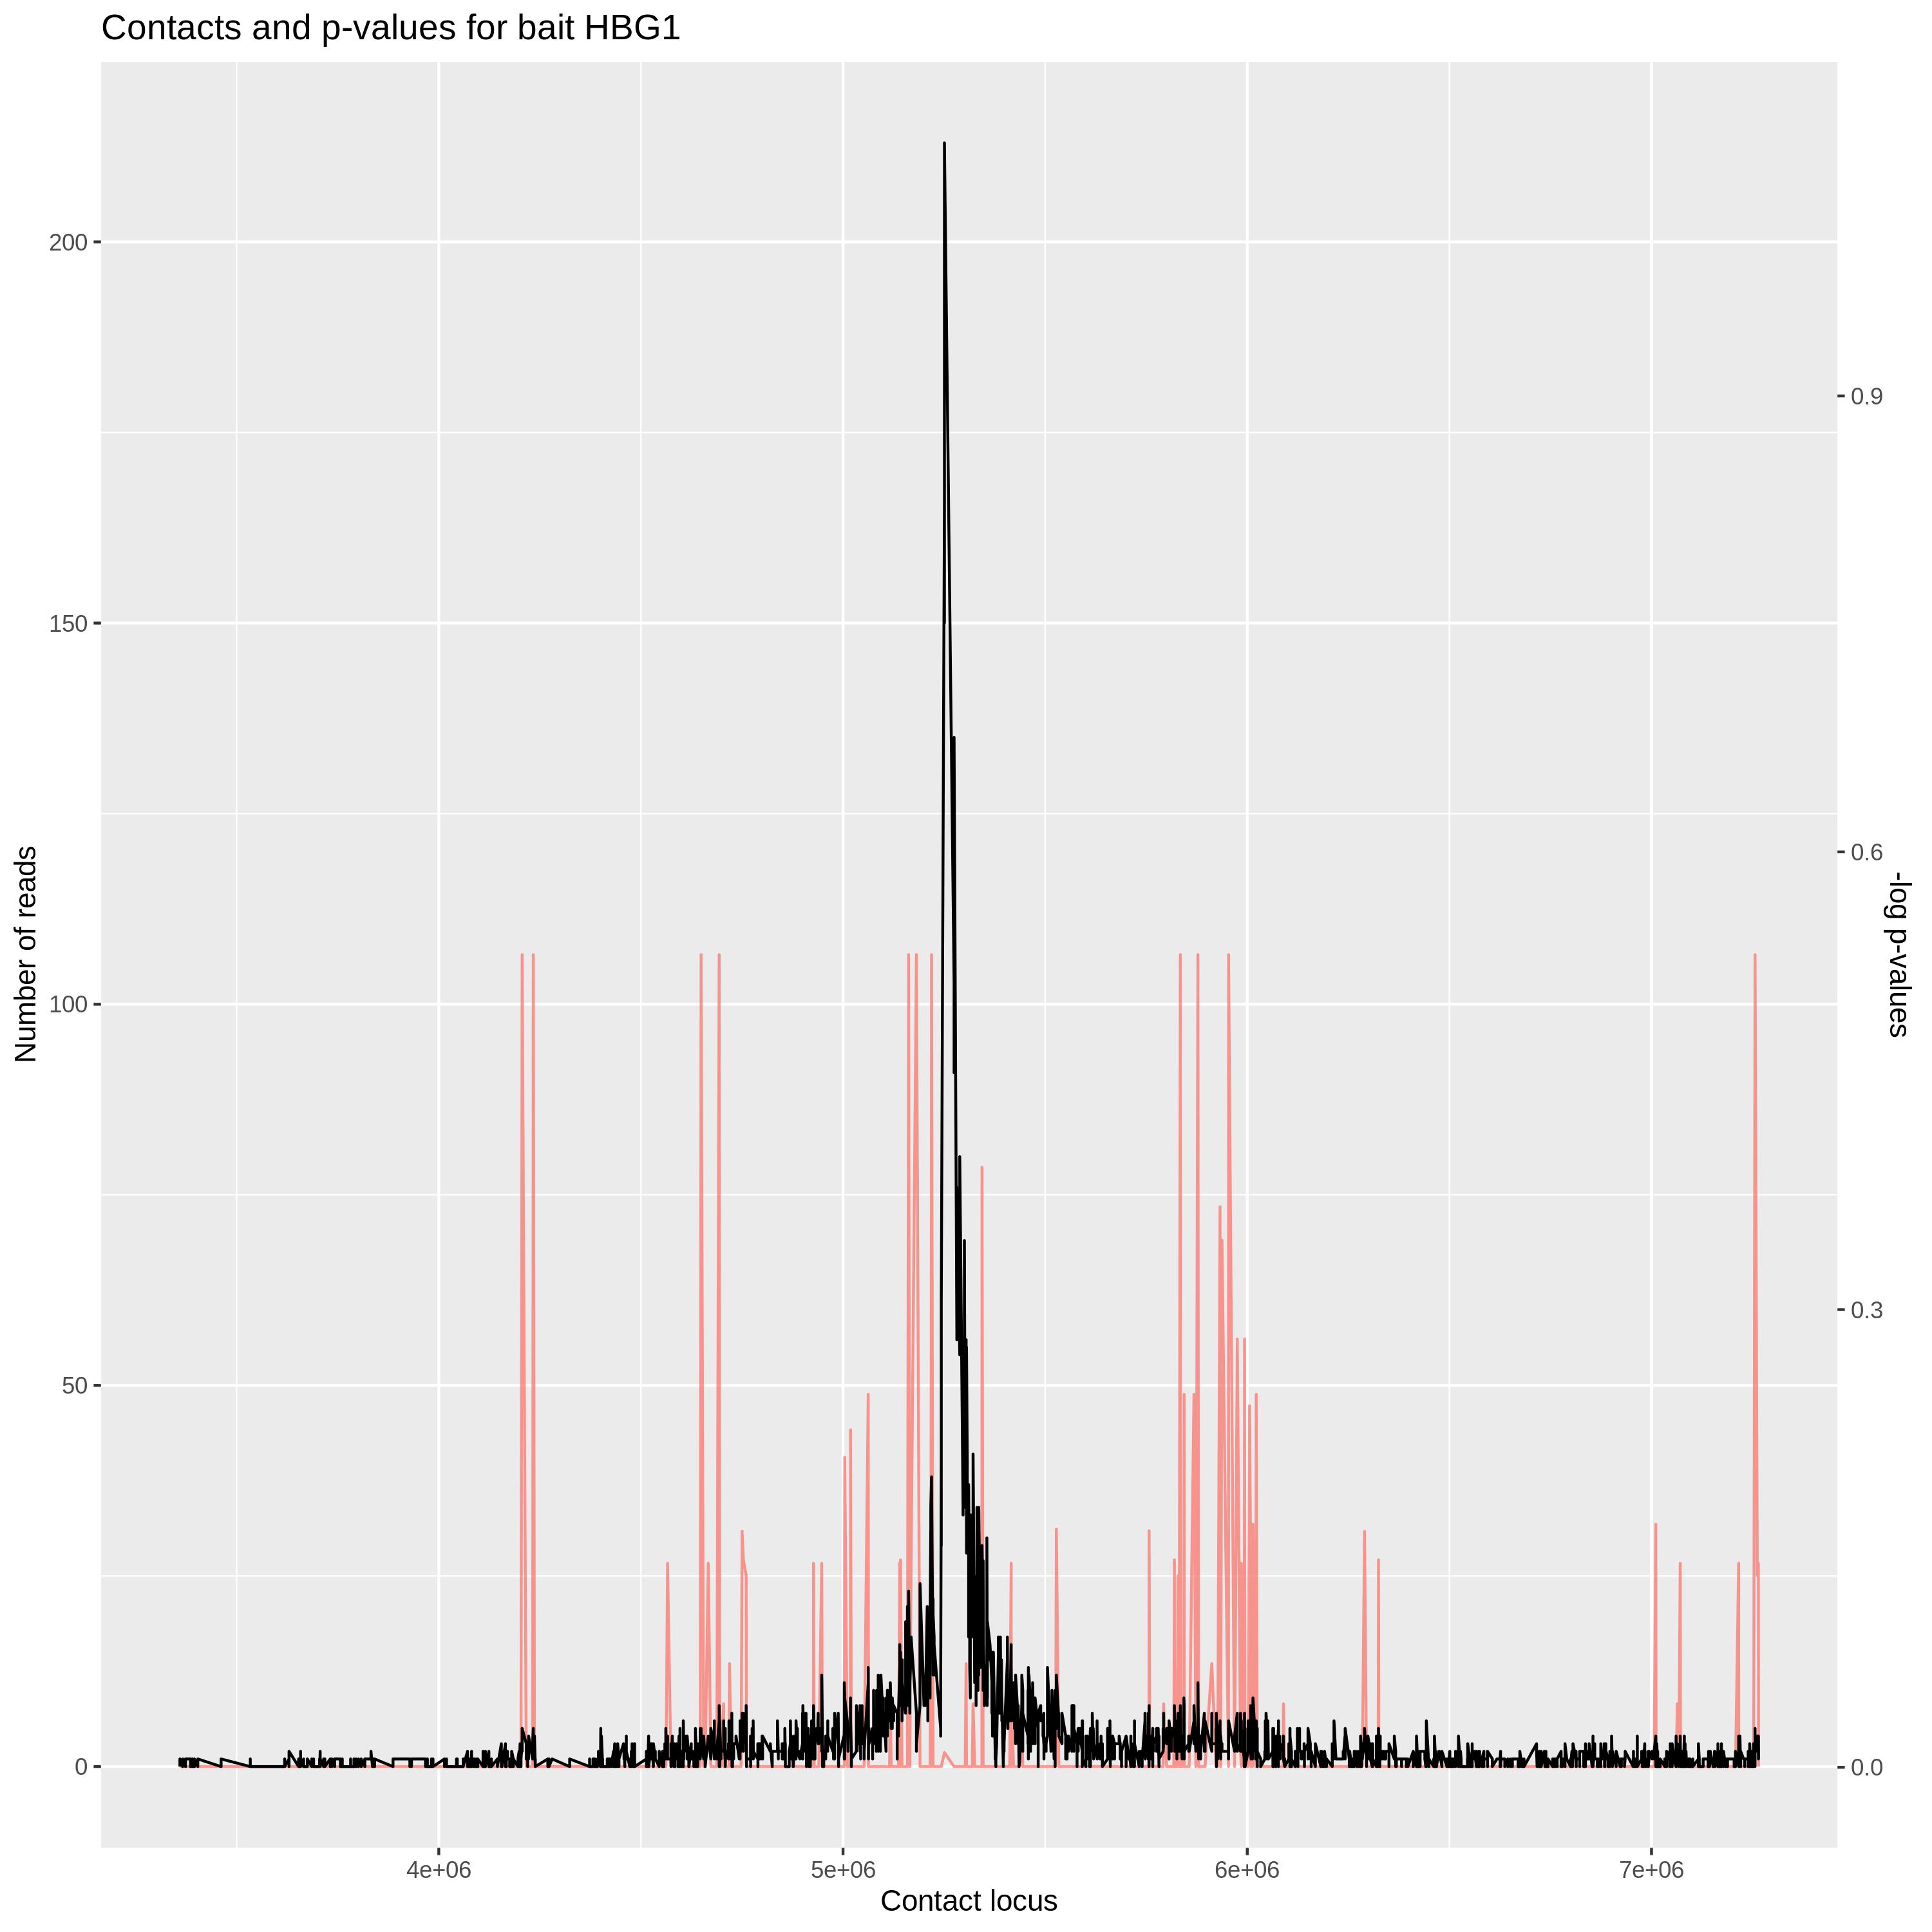 Contacts and p-values for bait HBG1
200
150
100
50
0
Number of reads
0.9
0.6
0.3
0.0
-log p-values
4e+06
5e+06
6e+06
7e+06
Contact locus